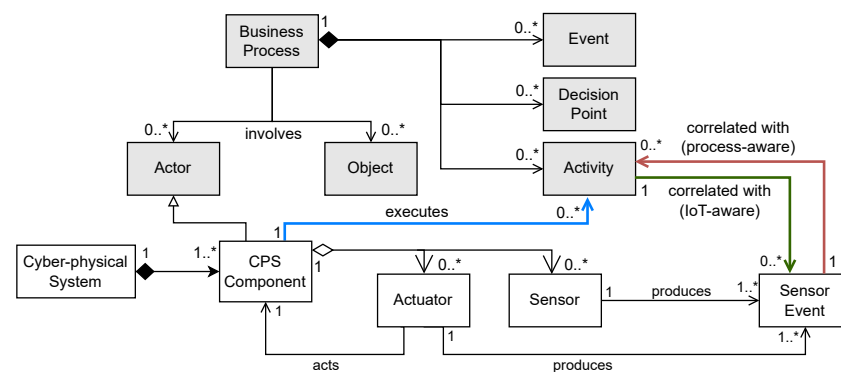 Business
Process
1
0..*
Event
0..*
Decision
Point
0..*
involves
0..*
Actor
Object
0..*
Activity
0..*
correlated with
(process-aware)
1
correlated with
(IoT-aware)
executes
0..*
1
Cyber-physical
System
1
1..*
CPS
Component
1
0..*
0..*
0..*
1
Actuator
Sensor
1
produces
1..*
Sensor
Event
1
1
1..*
acts
produces